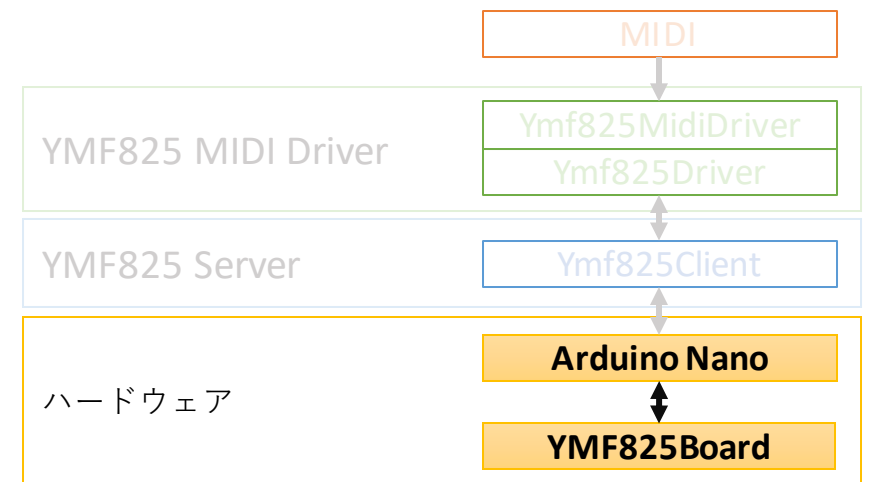 MIDI
YMF825 MIDI Driver
Ymf825MidiDriver
Ymf825Driver
YMF825 Server
Ymf825Client
ハードウェア
Arduino Nano
YMF825Board